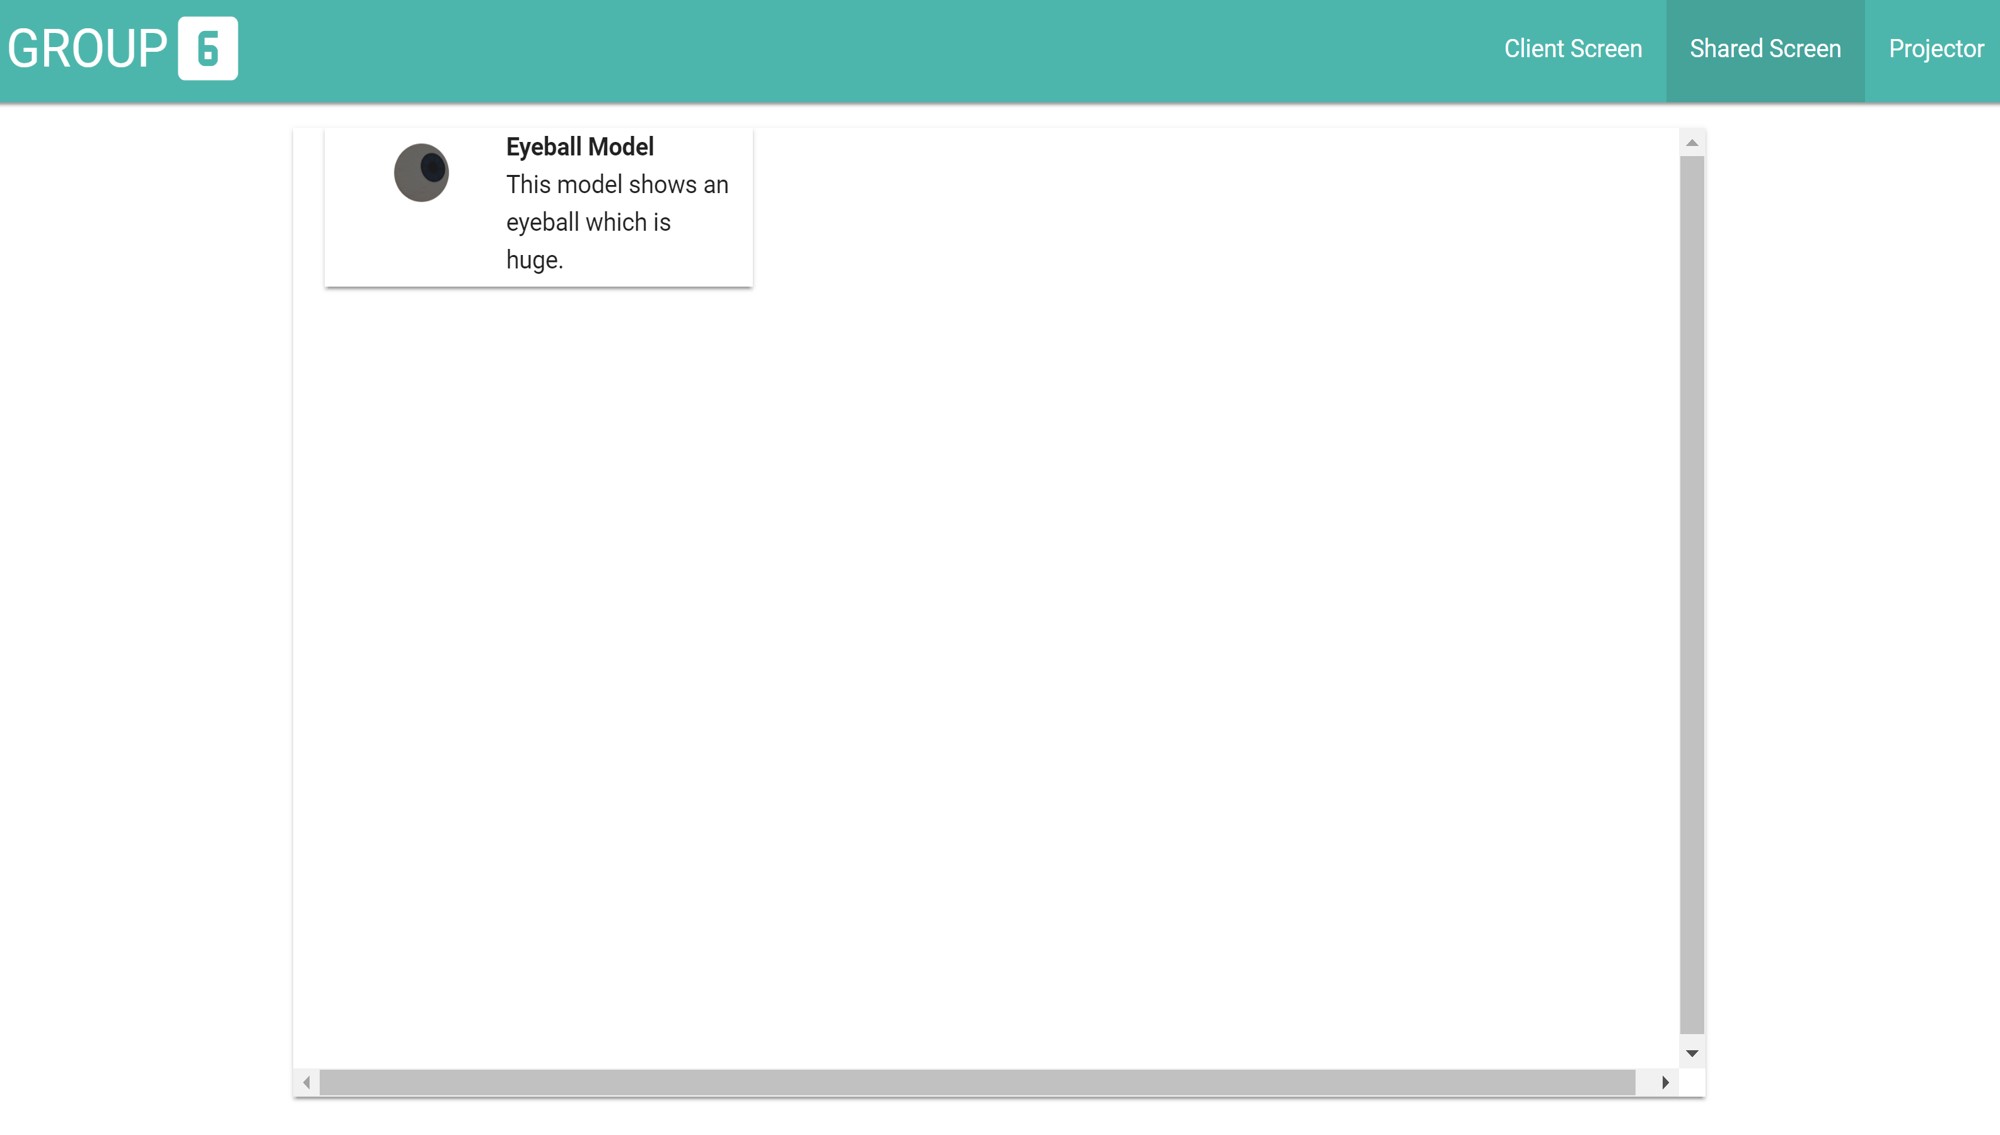 GROUP 6
Client Screen
Shared Screen
Projector
Eyeball Model
This model shows an
eyeball which is
huge.